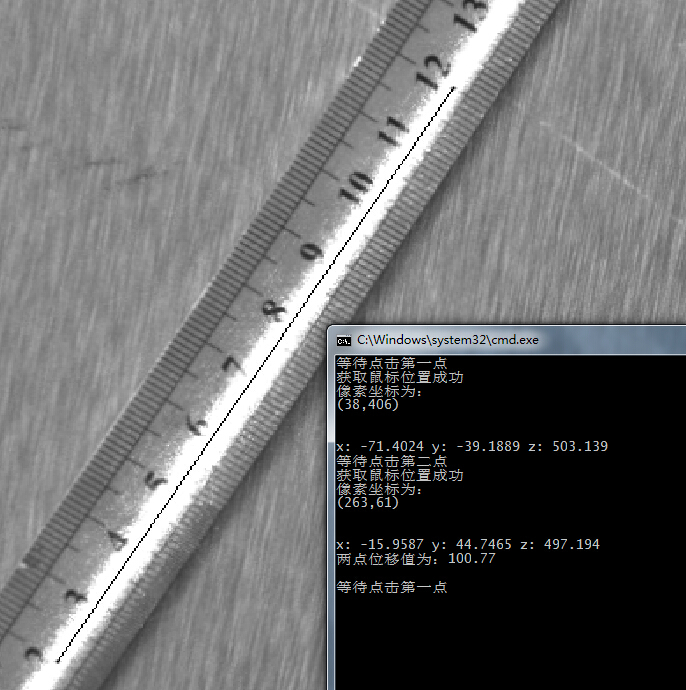 13
12
11
10
9
8
7
6
5
4
3
2
C:\Windows\system32\cmd.exe
等待点击第一点
获取鼠标位置成功
像素坐标为:
(38,406)
x: -71.4024 y: -39.1889 z: 503.139
等待点击第二点
获取鼠标位置成功
像素坐标为:
(263,61)
x: -15.9587 y: 44.7465 z: 497.194
两点位移值为: 100.77
等待点击第一点